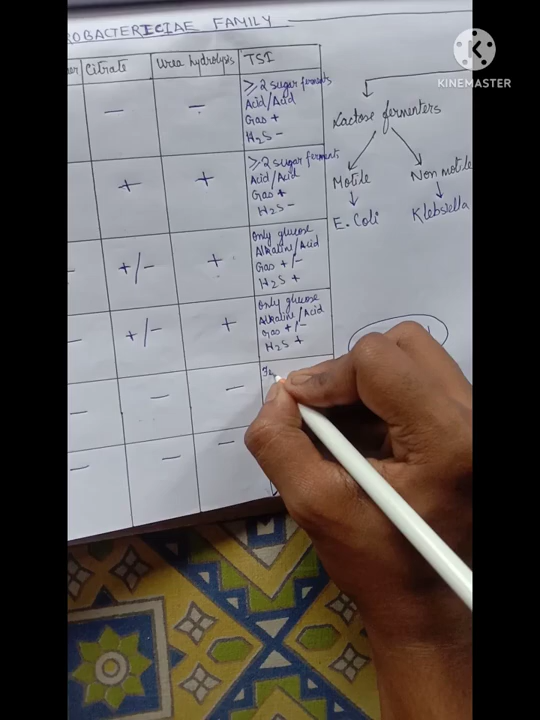 KINEMASTER
ROBACTERICIAE FAMILY
Citrate Urea hydrolysis TSI
- - ≥2 sugar ferments
Acid/Acid
Gas +
H2S -
+ + ≥2 sugar ferments
Acid/Acid
Gas +
H2S -
+/- + Only glucose
Alkaline/Acid
Gas +/-
H2S +
+/- + Only glucose
Alkaline/Acid
Gas +/-
H2S +
- - -
- - -
Lactose fermenters
Motile
E. Coli
Non motile
Klebsiella